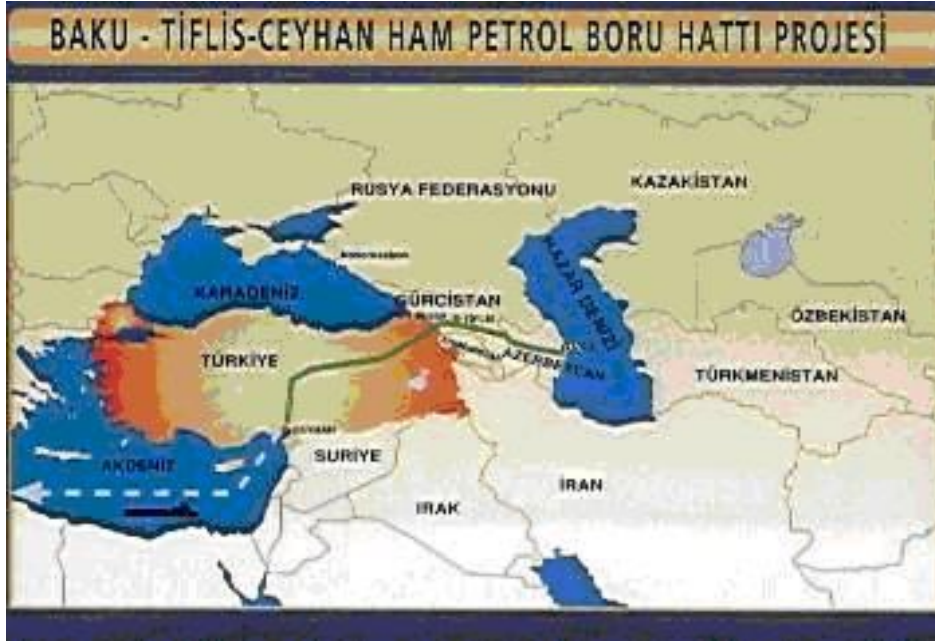 BAKU - TİFLİS-CEYHAN HAM PETROL BORU HATTI PROJESİ
RUSYA FEDERASYONU
KAZAKİSTAN
HAZAR DENİZİ
KARADENİZ
GÜRCİSTAN
ÖZBEKİSTAN
TÜRKİYE
AZERBEYCAN
TÜRKMENİSTAN
SURİYE
AKDENİZ
IRAK
İRAN